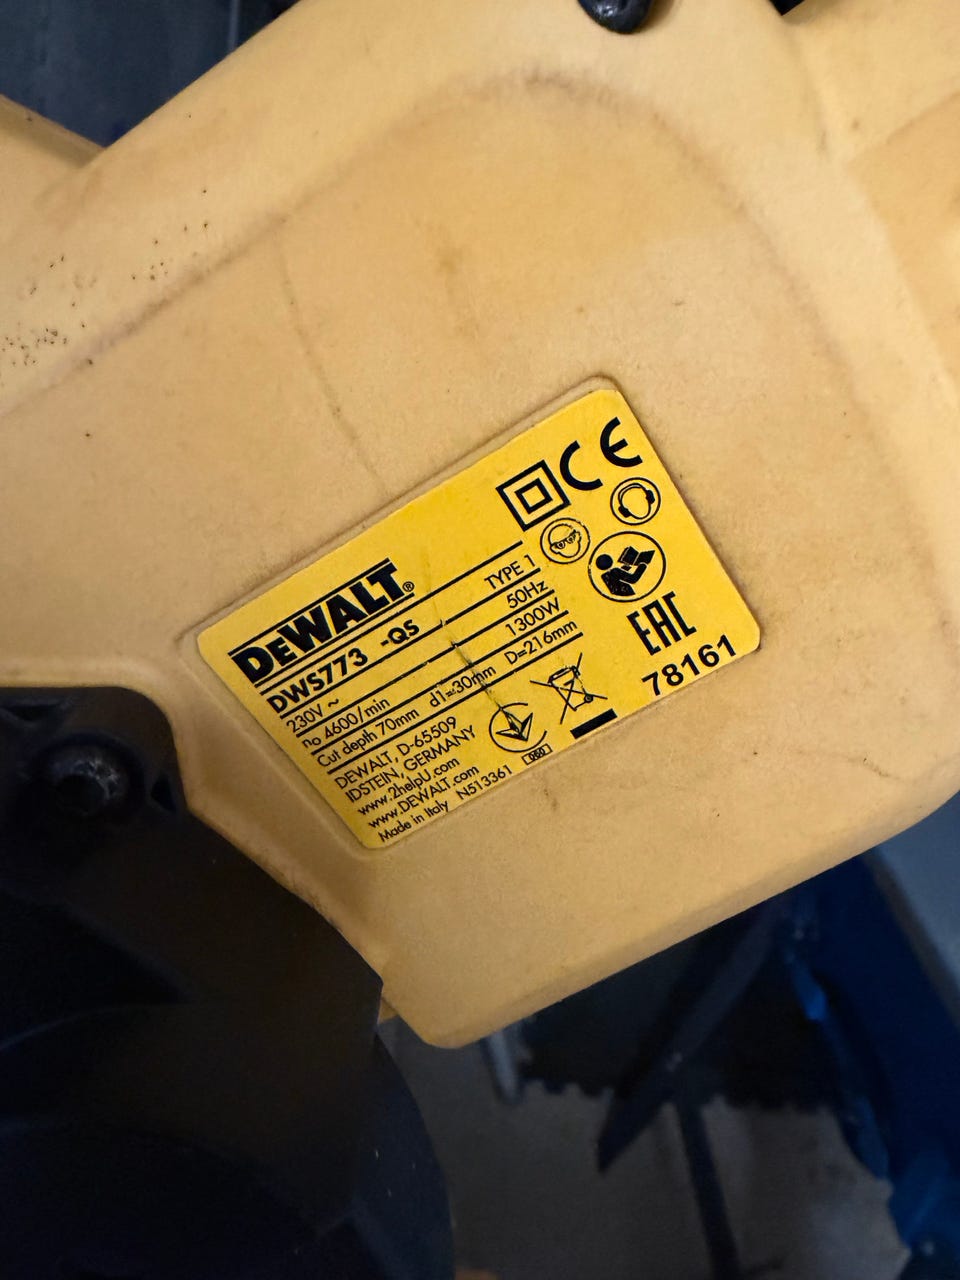 DEWALT®
DWS773 -QS TYPE 1
230V ~ 50Hz
no 4600/min 1300W
Cut depth 70mm d1=30mm D=216mm
DEWALT, D-65509
IDSTEIN, GERMANY
www.2helpU.com
www.DEWALT.com
Made in Italy N513361
CE
EAC
78161